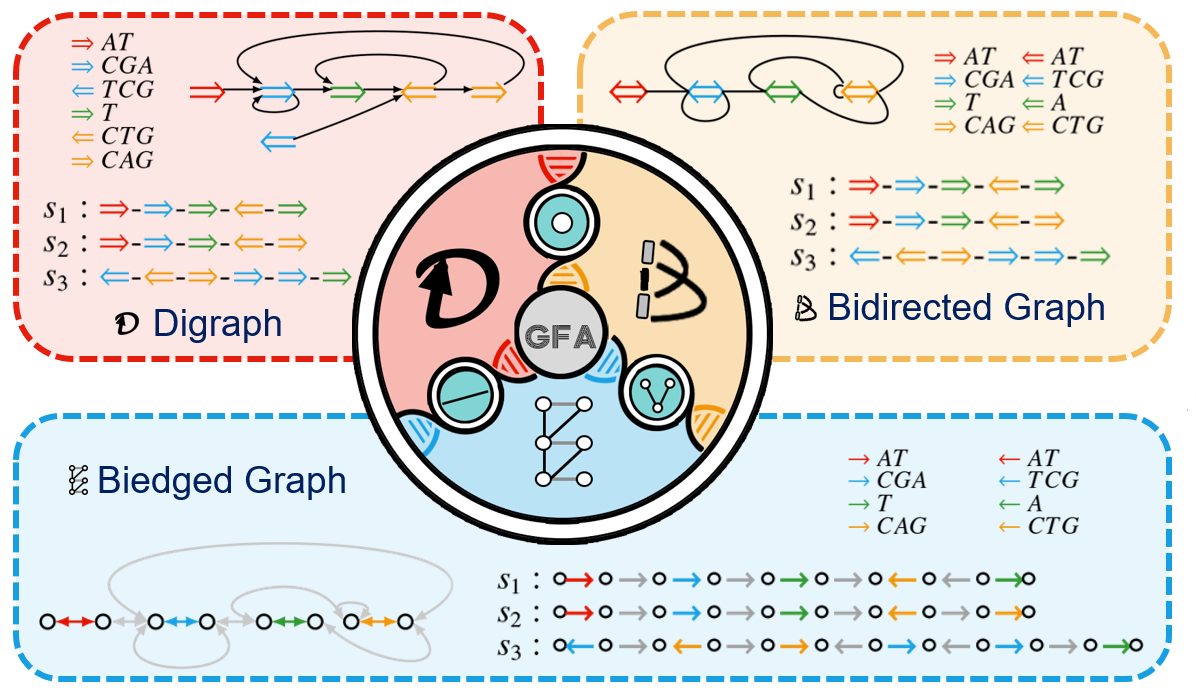 ⇒ AT
⇒ CGA
⇐ TCG
⇒ T
⇐ CTG
⇒ CAG
s1 : ⇒-⇒-⇒-⇐-⇒
s2 : ⇒-⇒-⇒-⇐-⇒
s3 : ⇐-⇐-⇒-⇒-⇒-⇒
D Digraph
⇒ AT ⇐ AT
⇒ CGA ⇐ TCG
⇒ T ⇐ A
⇒ CAG ⇐ CTG
s1 : ⇒-⇒-⇒-⇐-⇒
s2 : ⇒-⇒-⇒-⇐-⇒
s3 : ⇐-⇐-⇒-⇒-⇒-⇒
B Bidirected Graph
D
B
GFA
E
Biedged Graph
→ AT ← AT
→ CGA ← TCG
→ T ← A
→ CAG ← CTG
s1 :
s2 :
s3 :